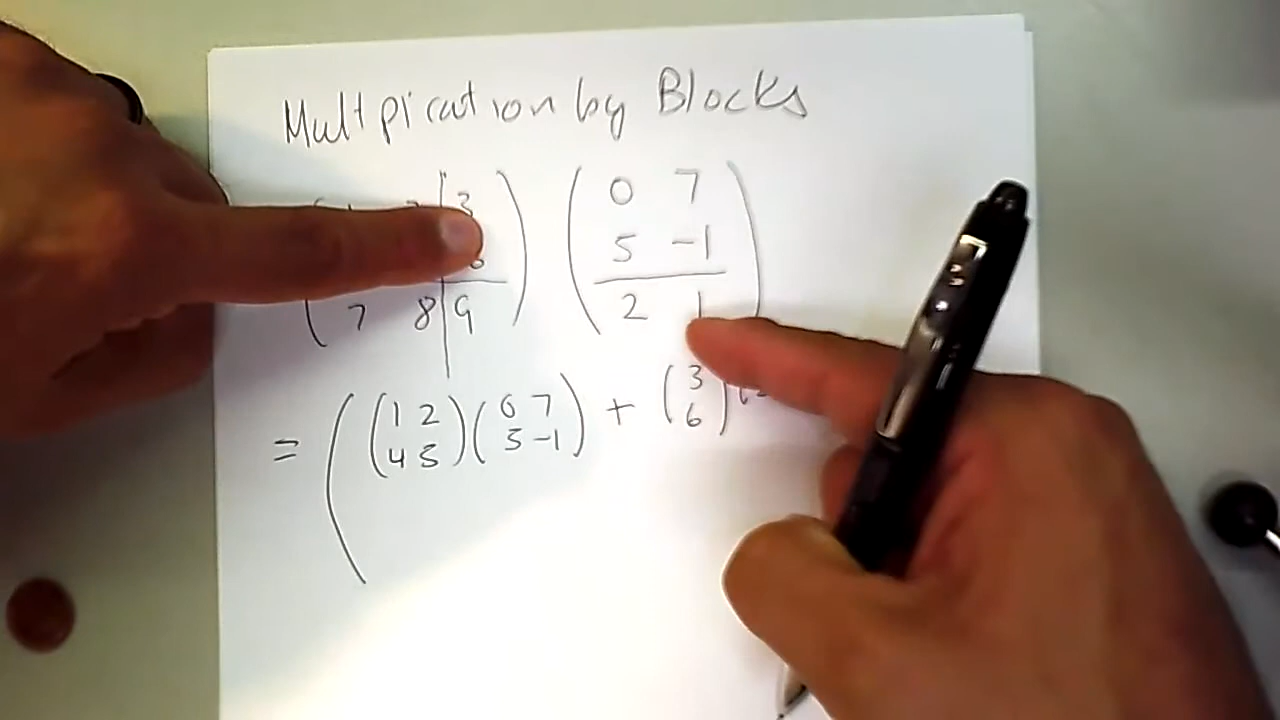 Multpication by Blocks
3 0 7
5 -1
7 8 9 2 1
= ( (1 2 (0 7 + (3
4 5) 5 -1) 6)